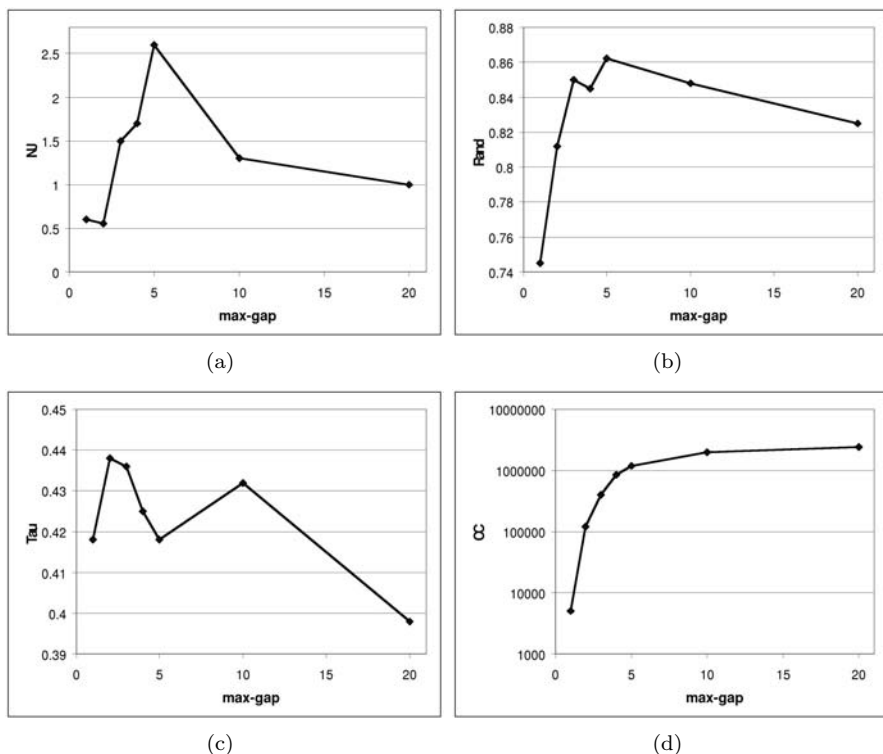 2.5
2
1.5
1
0.5
0
NJ
0 5 10 15 20
max-gap
(a)
0.88
0.86
0.84
0.82
0.8
0.78
0.76
0.74
Rand
0 5 10 15 20
max-gap
(b)
0.45
0.44
0.43
0.42
0.41
0.4
0.39
Tau
0 5 10 15 20
max-gap
(c)
10000000
1000000
100000
10000
1000
CC
0 5 10 15 20
max-gap
(d)